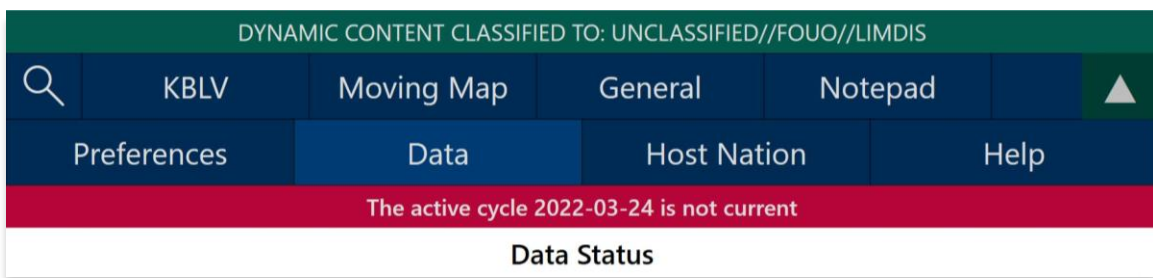 DYNAMIC CONTENT CLASSIFIED TO: UNCLASSIFIED//FOUO//LIMDIS
KBLV Moving Map General Notepad
Preferences Data Host Nation Help
The active cycle 2022-03-24 is not current
Data Status